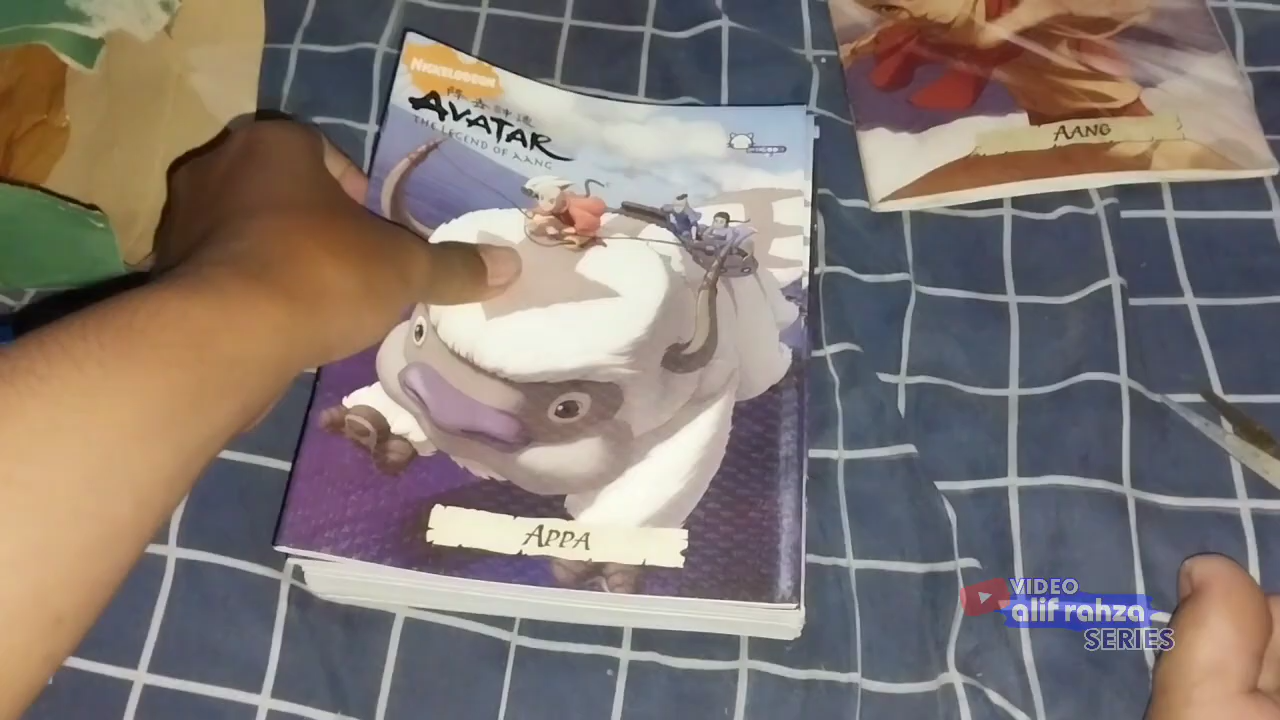 NICKELODEON
AVATAR
THE LEGEND OF AANG
APPA
AANG
VIDEO
alif rahza
SERIES